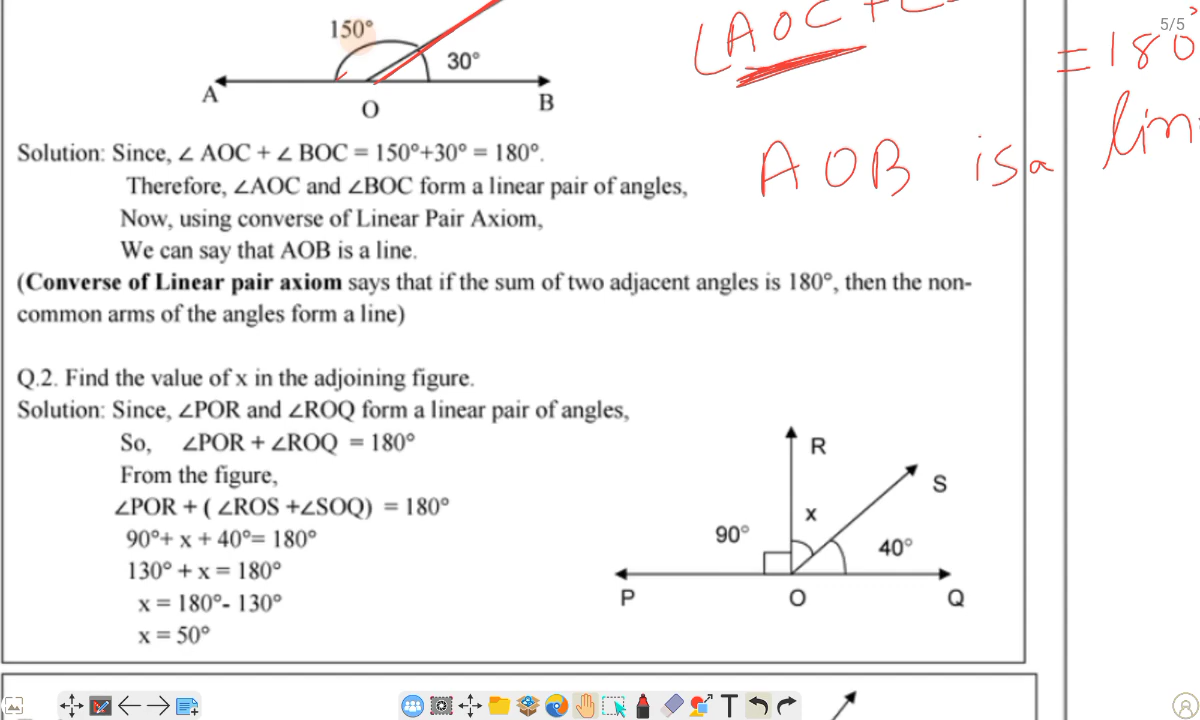 150°
30°
A
O
B
∠AOC +
5/5
= 180°
AOB is a
Solution: Since, ∠ AOC + ∠ BOC = 150°+30° = 180°.
Therefore, ∠AOC and ∠BOC form a linear pair of angles,
Now, using converse of Linear Pair Axiom,
We can say that AOB is a line.
(Converse of Linear pair axiom says that if the sum of two adjacent angles is 180°, then the non-
common arms of the angles form a line)
Q.2. Find the value of x in the adjoining figure.
Solution: Since, ∠POR and ∠ROQ form a linear pair of angles,
So, ∠POR + ∠ROQ = 180°
From the figure,
∠POR + ( ∠ROS +∠SOQ) = 180°
90°+ x + 40°= 180°
130° + x = 180°
x = 180°- 130°
x = 50°
R
S
x
90°
40°
P
O
Q
T